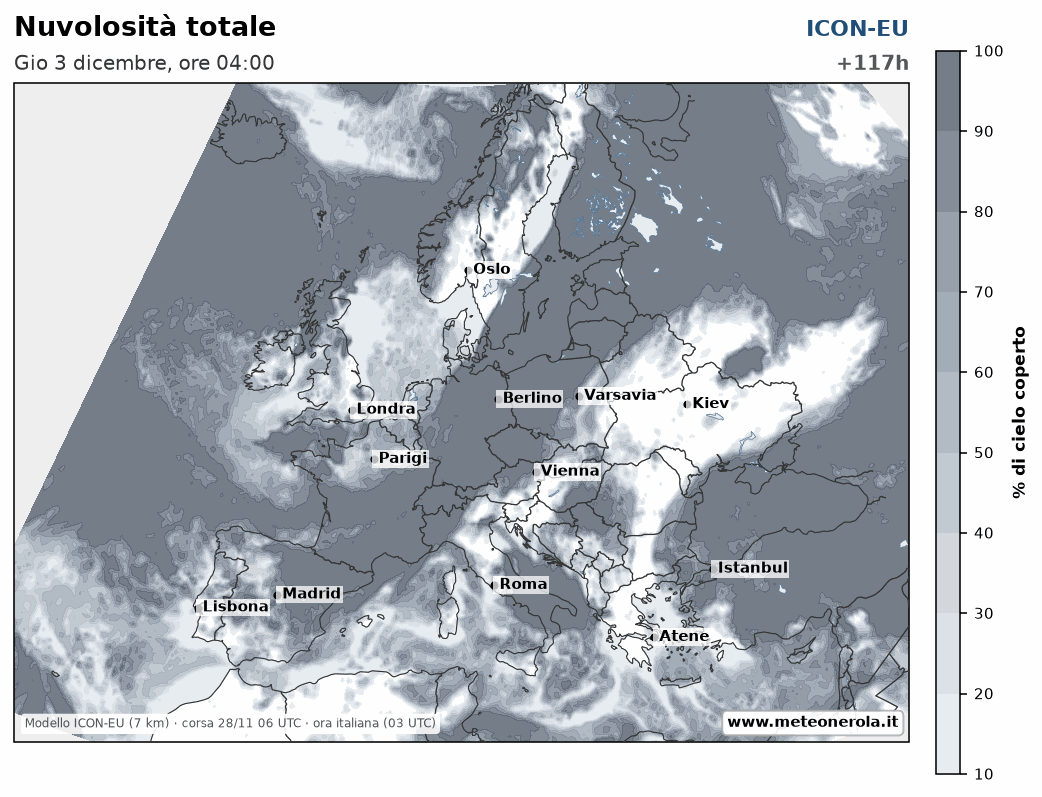 Nuvolosità totale
ICON-EU
Gio 3 dicembre, ore 04:00
+117h
100
90
80
70
60
50
40
30
20
10
% di cielo coperto
Oslo
Berlino
Varsavia
Kiev
Londra
Parigi
Vienna
Istanbul
Roma
Madrid
Lisbona
Atene
Modello ICON-EU (7 km) · corsa 28/11 06 UTC · ora italiana (03 UTC)
www.meteonerola.it